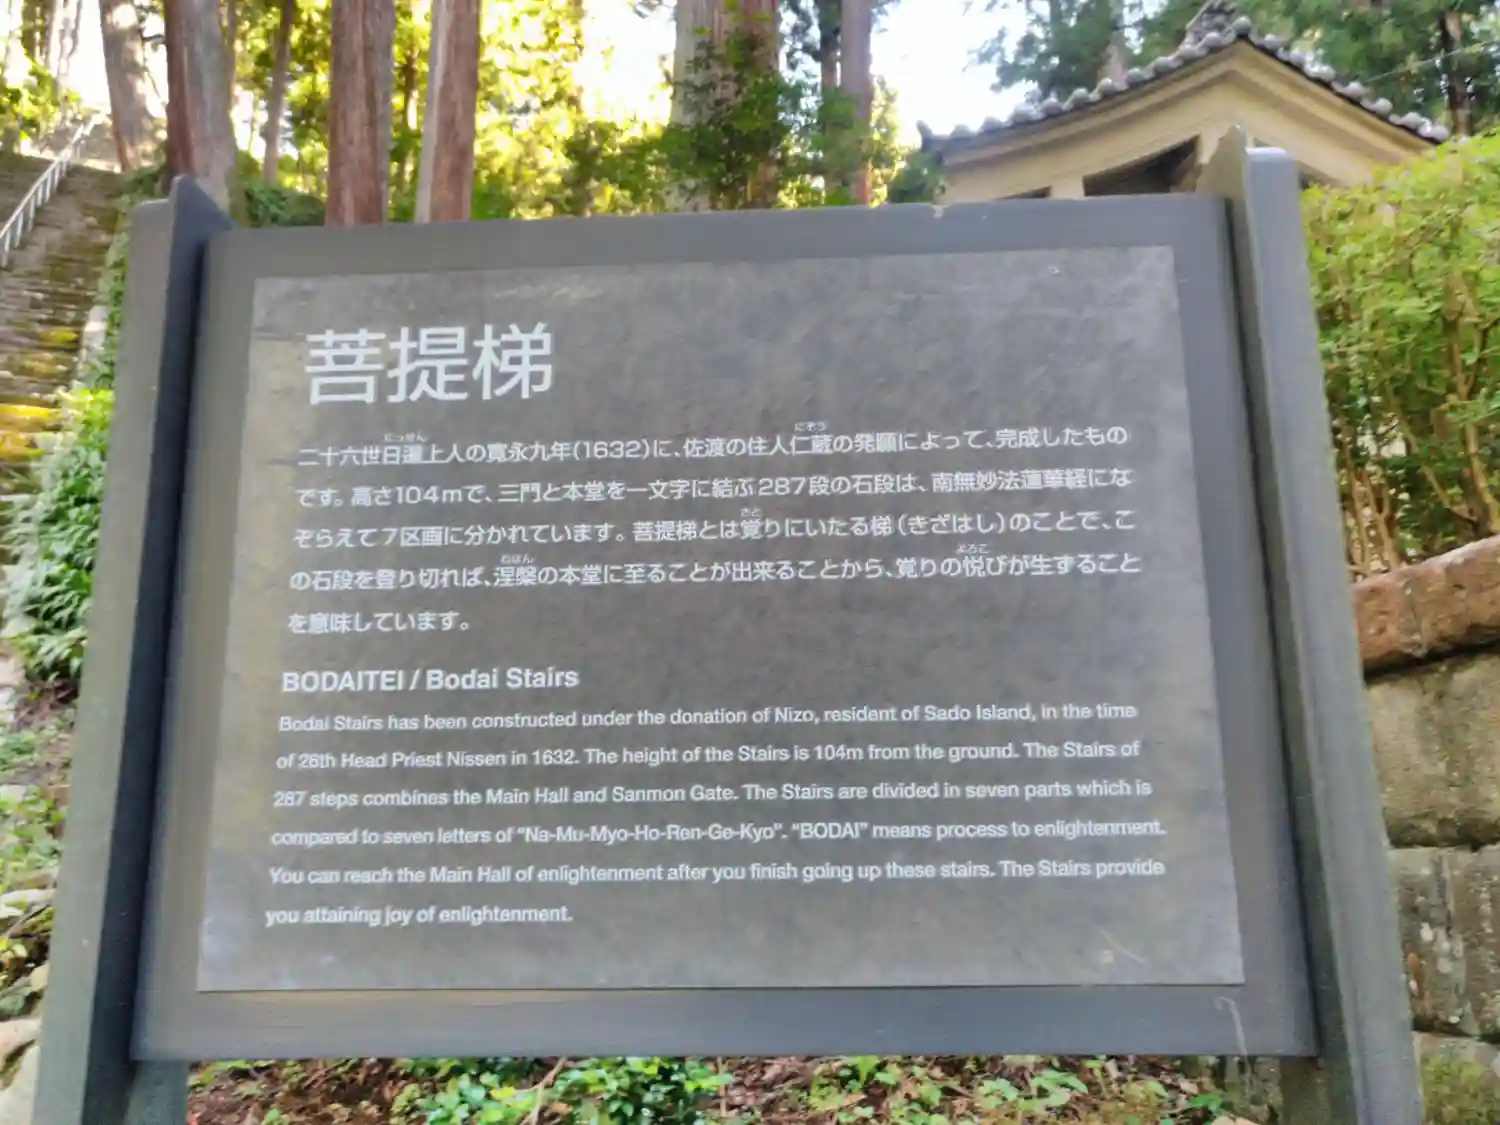 菩提梯
二十六世日暹上人の寛永九年(1632)に、佐渡の住人仁蔵の発願によって、完成したもの
です。高さ104mで、三門と本堂を一文字に結ぶ287段の石段は、南無妙法蓮華経にな
ぞらえて7区画に分かれています。菩提梯とは覚りにいたる梯(きざはし)のことで、こ
の石段を登り切れば、涅槃の本堂に至ることが出来ることから、覚りの悦びが生ずること
を意味しています。
BODAITEI / Bodai Stairs
Bodai Stairs has been constructed under the donation of Nizo, resident of Sado Island, in the time
of 26th Head Priest Nissen in 1632. The height of the Stairs is 104m from the ground. The Stairs of
287 steps combines the Main Hall and Sanmon Gate. The Stairs are divided in seven parts which is
compared to seven letters of “Na-Mu-Myo-Ho-Ren-Ge-Kyo”. “BODAI” means process to enlightenment.
You can reach the Main Hall of enlightenment after you finish going up these stairs. The Stairs provide
you attaining joy of enlightenment.